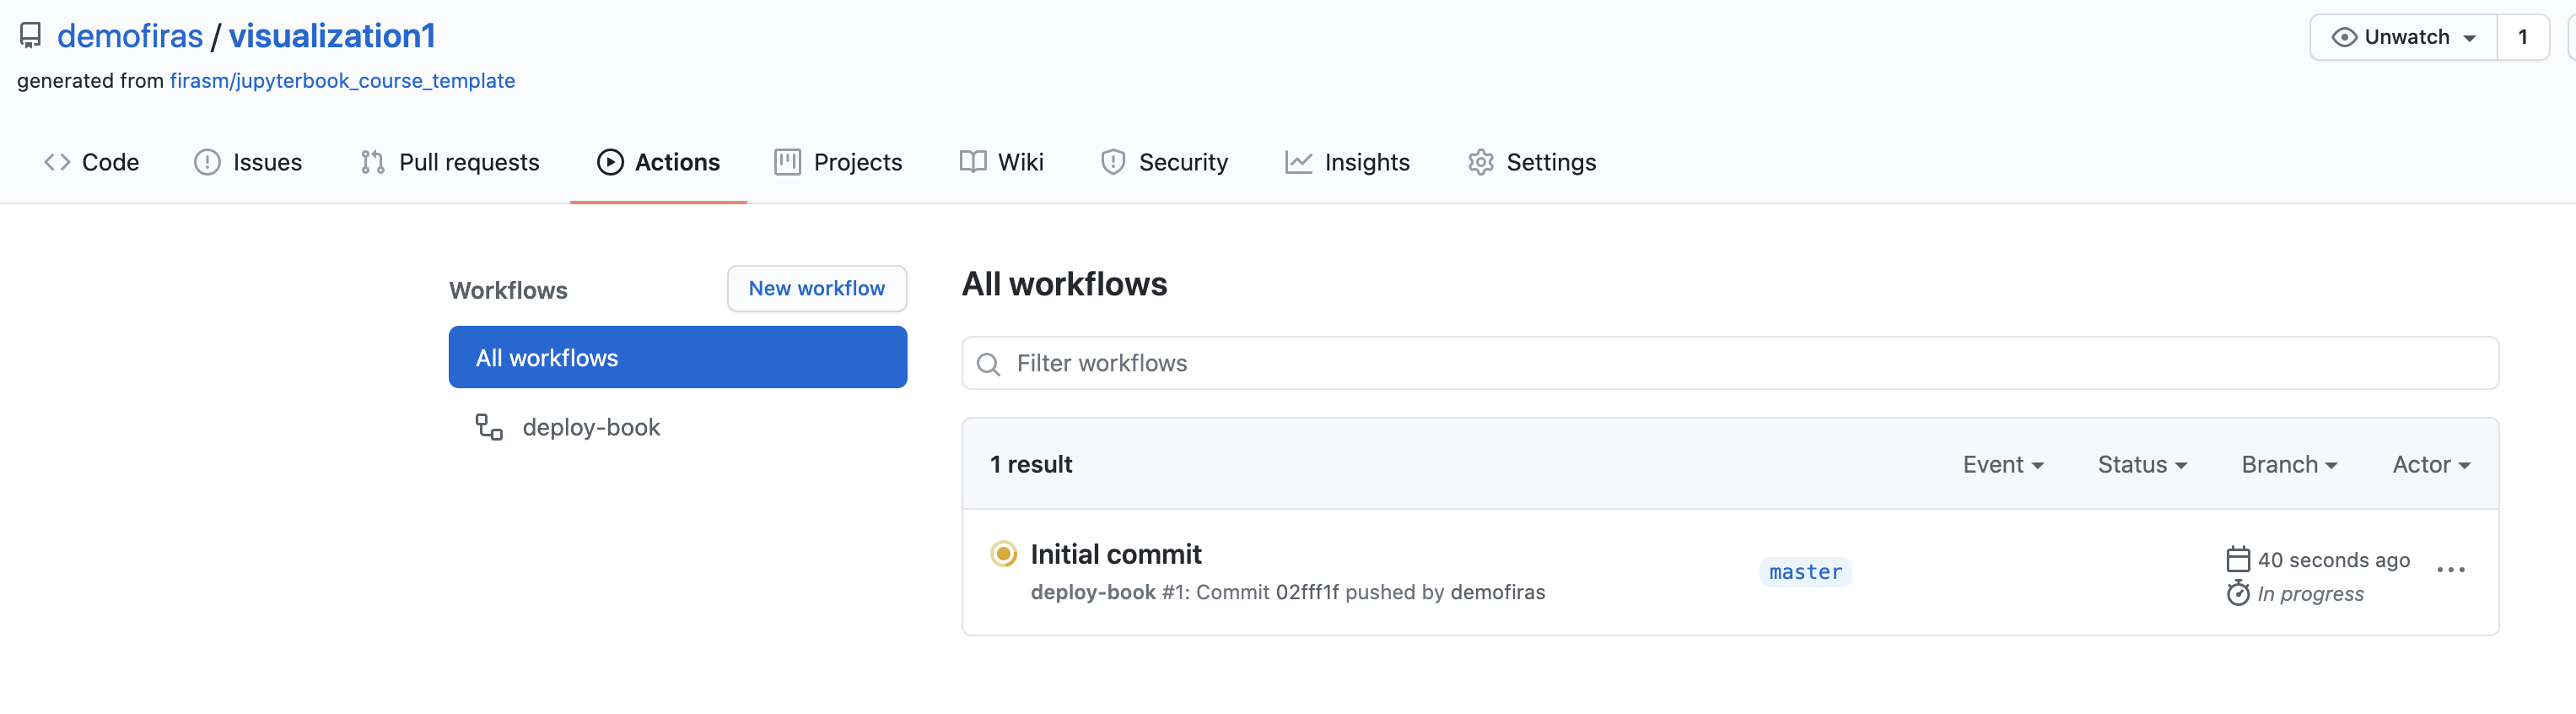 demofiras / visualization1
Unwatch 1
generated from firasm/jupyterbook_course_template
Code Issues Pull requests Actions Projects Wiki Security Insights Settings
Workflows New workflow
All workflows
deploy-book
All workflows
Filter workflows
1 result Event Status Branch Actor
Initial commit
deploy-book #1: Commit 02fff1f pushed by demofiras
master
40 seconds ago
In progress